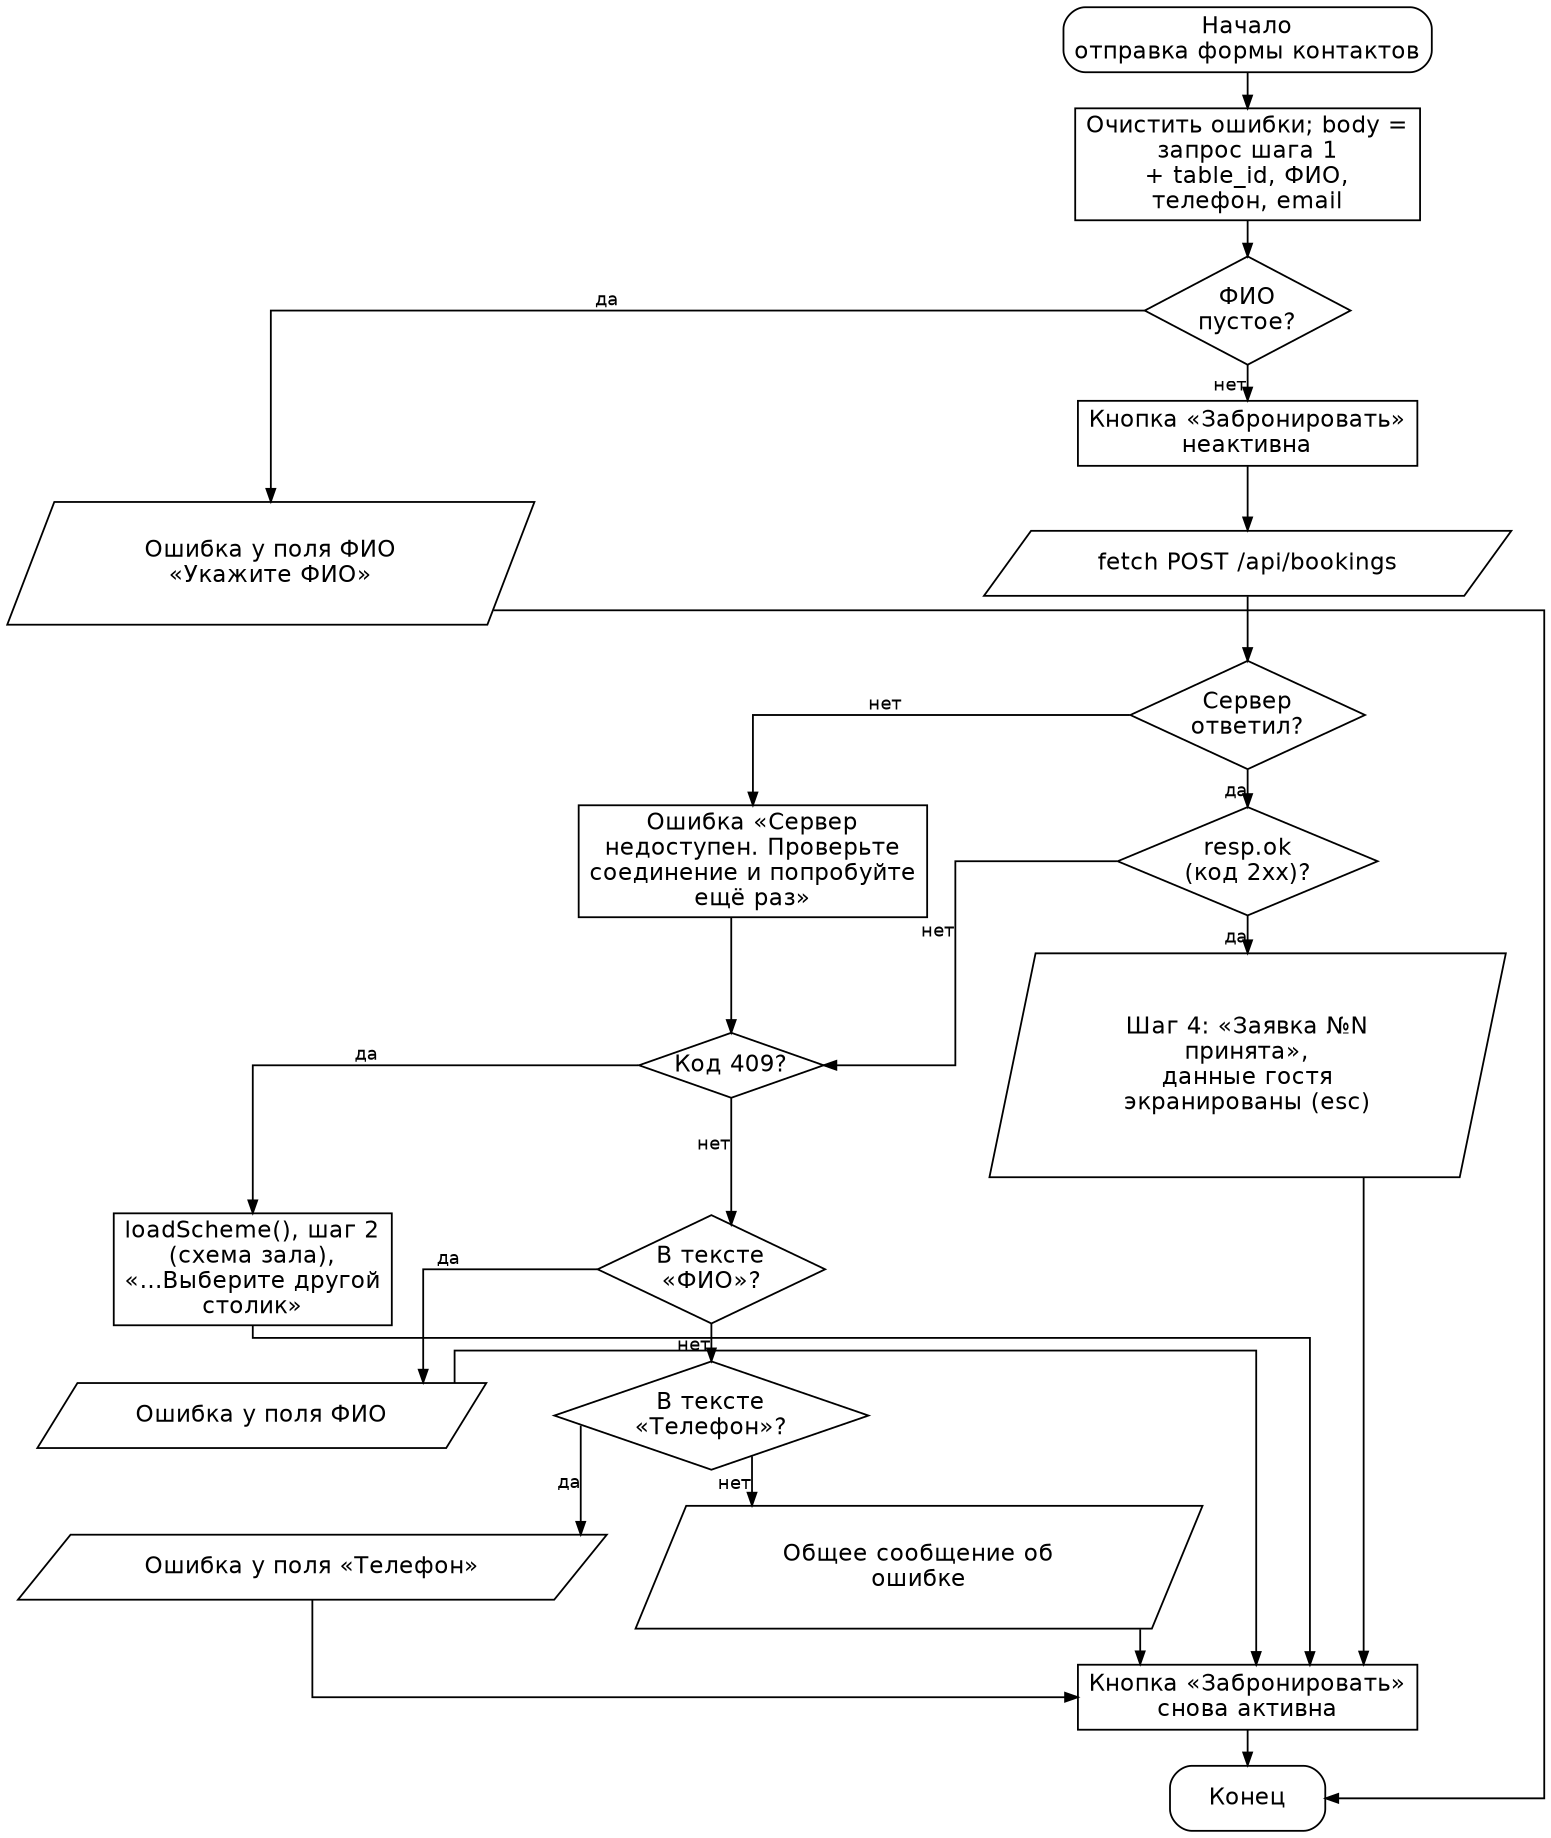 Начало
отправка формы контактов
Очистить ошибки; body =
запрос шага 1
+ table_id, ФИО,
телефон, email
ФИО
пустое?
да
нет
Кнопка «Забронировать»
неактивна
Ошибка у поля ФИО
«Укажите ФИО»
fetch POST /api/bookings
Сервер
ответил?
нет
да
Ошибка «Сервер
недоступен. Проверьте
соединение и попробуйте
ещё раз»
resp.ok
(код 2xx)?
нет
да
Шаг 4: «Заявка №N
принята»,
данные гостя
экранированы (esc)
Код 409?
да
нет
loadScheme(), шаг 2
(схема зала),
«...Выберите другой
столик»
В тексте
«ФИО»?
да
нет
Ошибка у поля ФИО
В тексте
«Телефон»?
да
нет
Ошибка у поля «Телефон»
Общее сообщение об
ошибке
Кнопка «Забронировать»
снова активна
Конец